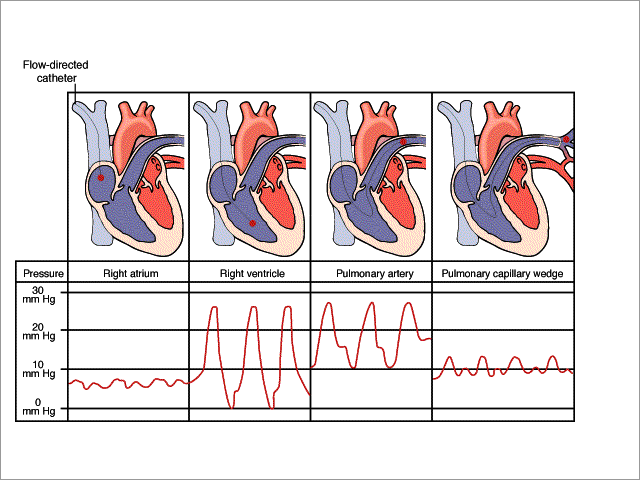 Flow-directed
catheter
Pressure
Right atrium
Right ventricle
Pulmonary artery
Pulmonary capillary wedge
30
mm Hg
20
mm Hg
10
mm Hg
0
mm Hg